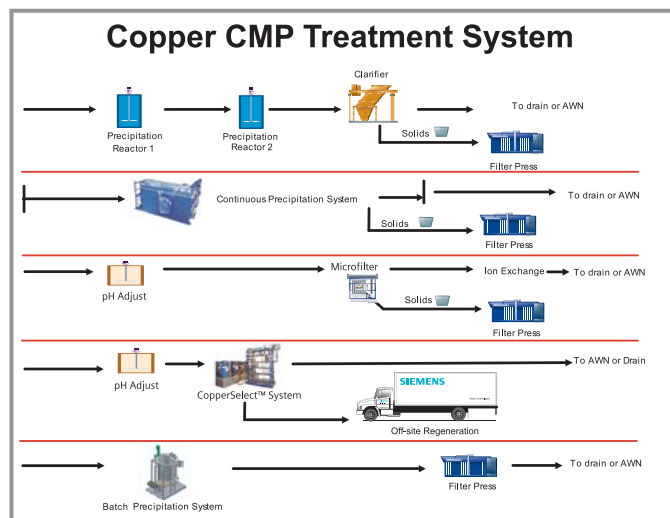 Copper CMP Treatment System
Clarifier
To drain or AWN
Precipitation
Reactor 1
Precipitation
Reactor 2
Solids
Filter Press
Continuous Precipitation System
To drain or AWN
Solids
Filter Press
pH Adjust
Microfilter
Ion Exchange
To drain or AWN
Solids
Filter Press
pH Adjust
CopperSelect™ System
To AWN or Drain
SIEMENS
Off-site Regeneration
Batch Precipitation System
Filter Press
To drain or AWN